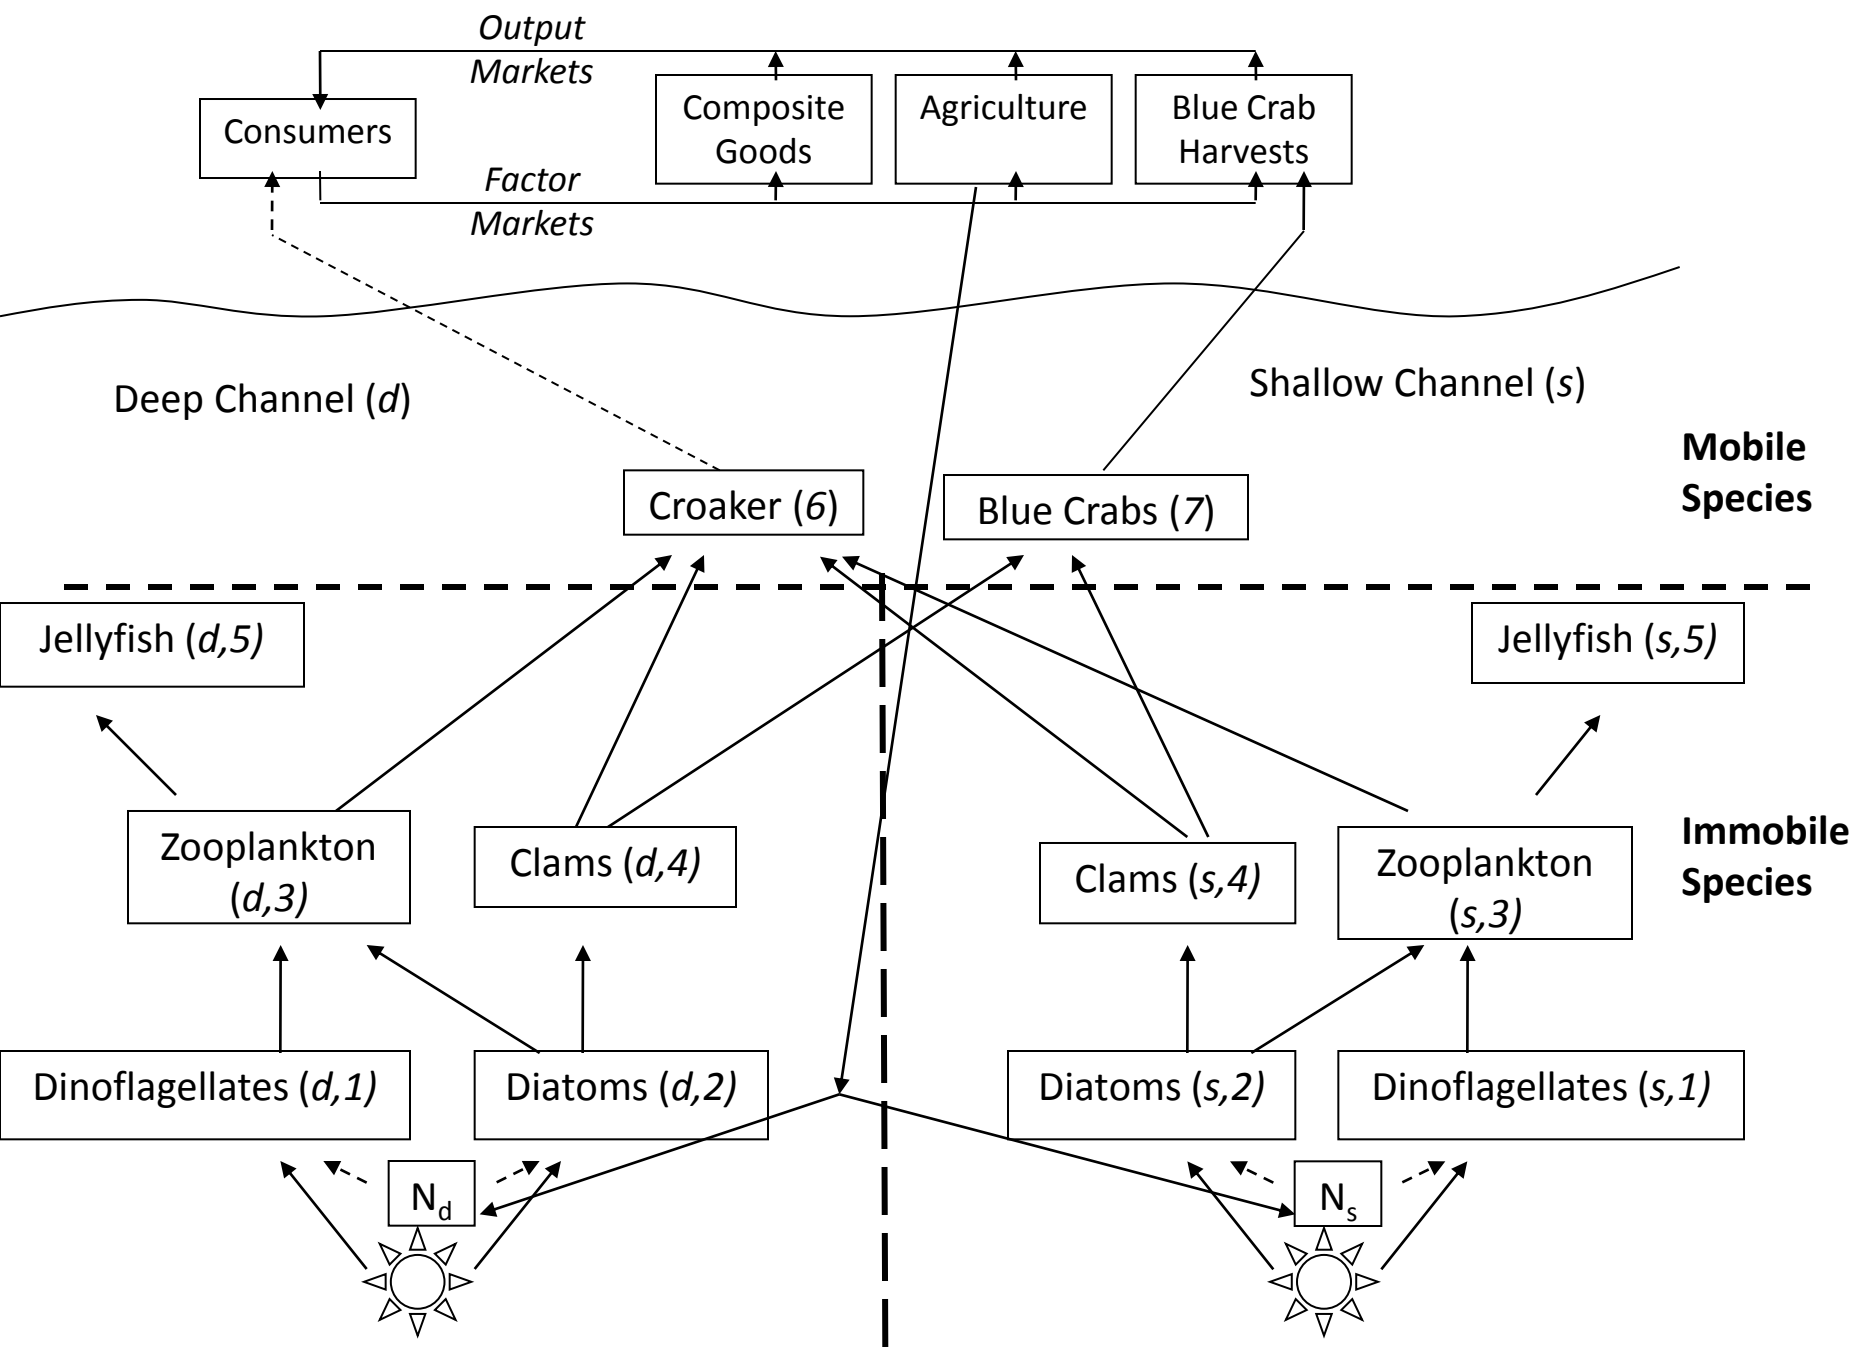 Output
Markets
Consumers
Composite
Goods
Agriculture
Blue Crab
Harvests
Factor
Markets
Deep Channel (d)
Shallow Channel (s)
Mobile
Species
Croaker (6)
Blue Crabs (7)
Jellyfish (d,5)
Jellyfish (s,5)
Zooplankton
(d,3)
Clams (d,4)
Clams (s,4)
Zooplankton
(s,3)
Immobile
Species
Dinoflagellates (d,1)
Diatoms (d,2)
Diatoms (s,2)
Dinoflagellates (s,1)
Nd
Ns